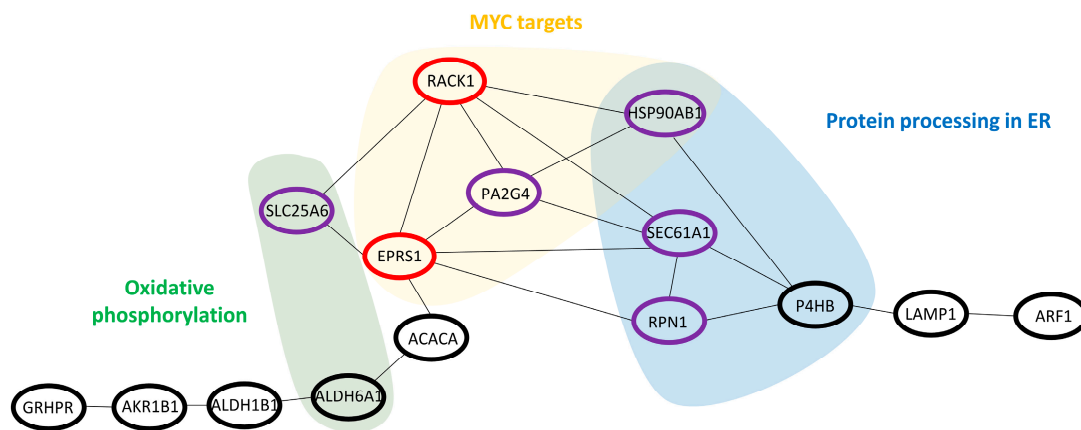 MYC targets
RACK1
HSP90AB1
Protein processing in ER
PA2G4
SLC25A6
SEC61A1
EPRS1
Oxidative
phosphorylation
P4HB
LAMP1
ARF1
RPN1
ACACA
ALDH6A1
GRHPR
AKR1B1
ALDH1B1